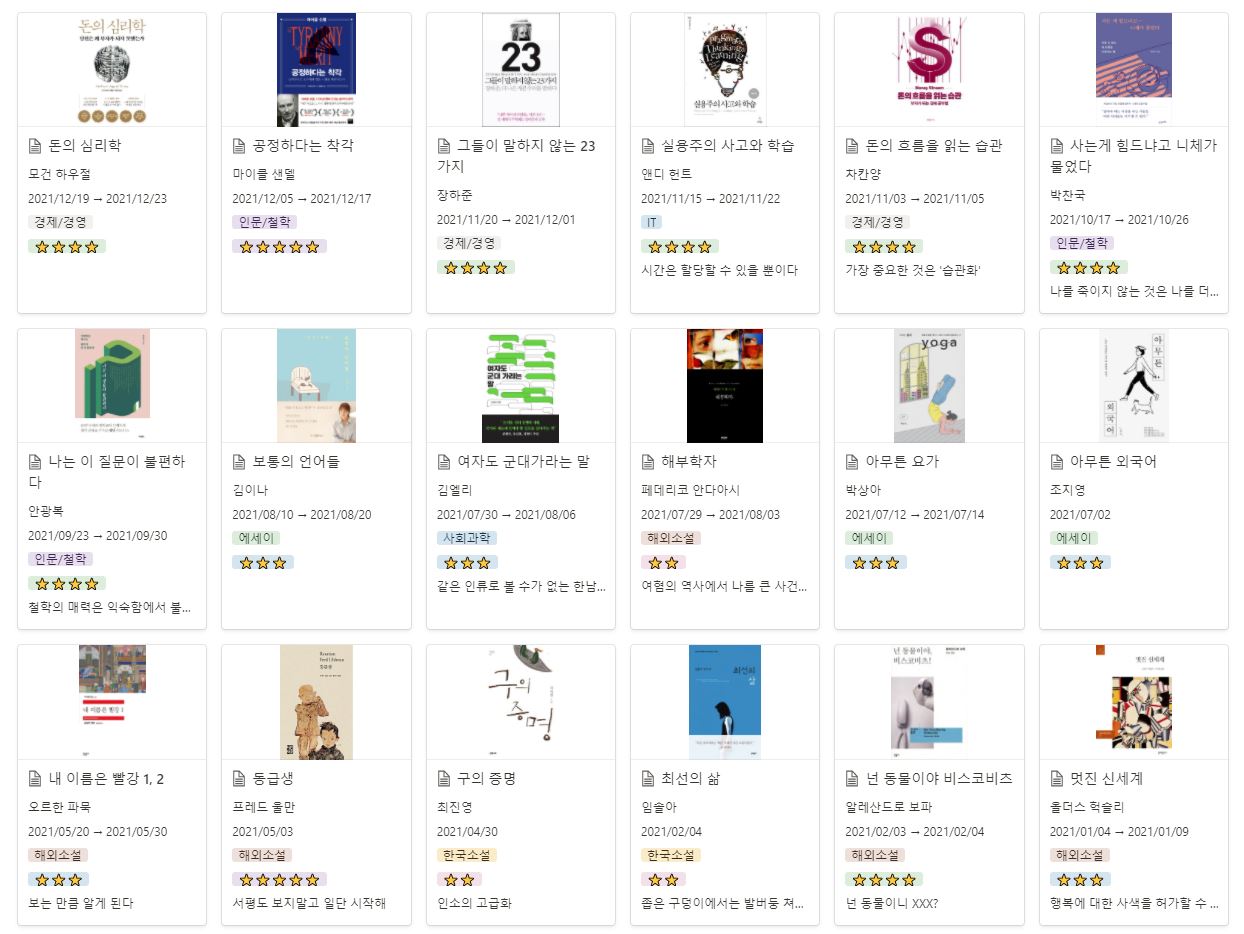 돈의 심리학
돈의 심리학
모건 하우절
2021/12/19 → 2021/12/23
경제/경영
공정하다는 착각
공정하다는 착각
마이클 샌델
2021/12/05 → 2021/12/17
인문/철학
23
그들이 말하지 않는 23가지
그들이 말하지 않는 23
가지
장하준
2021/11/20 → 2021/12/01
경제/경영
실용주의 사고와 학습
실용주의 사고와 학습
앤디 헌트
2021/11/15 → 2021/11/22
IT
시간은 할당할 수 있을 뿐이다
돈의 흐름을 읽는 습관
돈의 흐름을 읽는 습관
차칸양
2021/11/03 → 2021/11/05
경제/경영
가장 중요한 것은 '습관화'
사는게 힘드냐고 니체가
물었다
박찬국
2021/10/17 → 2021/10/26
인문/철학
나를 죽이지 않는 것은 나를 더...
나는 이 질문이 불편하
다
안광복
2021/09/23 → 2021/09/30
인문/철학
철학의 매력은 익숙함에서 불...
보통의 언어들
김이나
2021/08/10 → 2021/08/20
에세이
여자도
군대 가라는
말
여자도 군대가라는 말
김엘리
2021/07/30 → 2021/08/06
사회과학
같은 인류로 볼 수가 없는 한남...
해부학자
페데리코 안다아시
2021/07/29 → 2021/08/03
해외소설
여혐의 역사에서 나름 큰 사건...
yoga
아무튼 요가
박상아
2021/07/12 → 2021/07/14
에세이
아무튼
외국어
아무튼 외국어
조지영
2021/07/02
에세이
내 이름은 빨강 1
내 이름은 빨강 1, 2
오르한 파묵
2021/05/20 → 2021/05/30
해외소설
보는 만큼 알게 된다
동급생
동급생
프레드 울만
2021/05/03
해외소설
서평도 보지말고 일단 시작해
구의
증명
구의 증명
최진영
2021/04/30
한국소설
인소의 고급화
최선의
삶
최선의 삶
임솔아
2021/02/04
한국소설
좁은 구덩이에서는 발버둥 쳐...
넌 동물이야,
비스코비츠!
넌 동물이야 비스코비츠
알레산드로 보파
2021/02/03 → 2021/02/04
해외소설
넌 동물이니 XXX?
멋진 신세계
멋진 신세계
올더스 헉슬리
2021/01/04 → 2021/01/09
해외소설
행복에 대한 사색을 허가할 수 ...